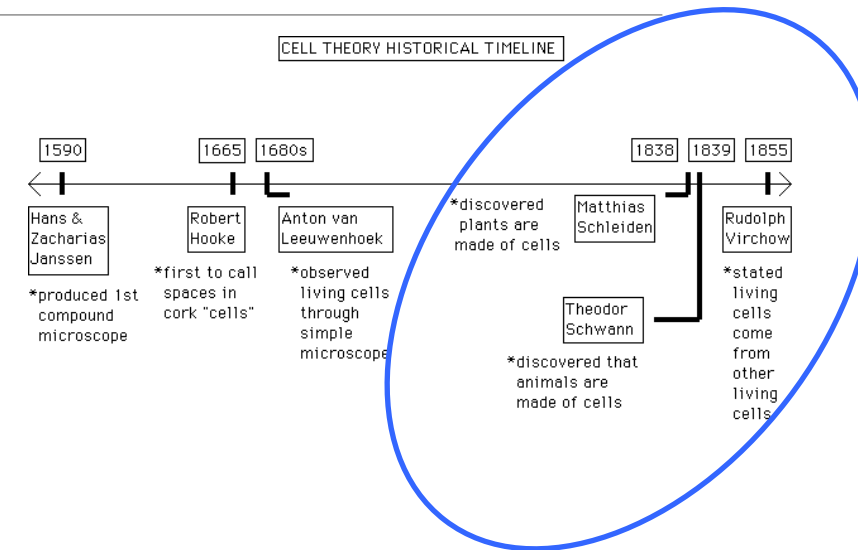 CELL THEORY HISTORICAL TIMELINE
1590
1665
1680s
1838
1839
1855
Hans &
Zacharias
Janssen
*produced 1st
compound
microscope
Robert
Hooke
*first to call
spaces in
cork "cells"
Anton van
Leeuwenhoek
*observed
living cells
through
simple
microscope
*discovered
plants are
made of cells
Matthias
Schleiden
Theodor
Schwann
*discovered that
animals are
made of cells
Rudolph
Virchow
*stated
living
cells
come
from
other
living
cells